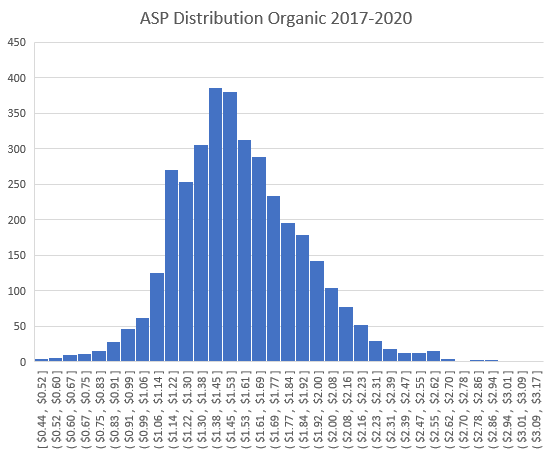 ASP Distribution Organic 2017-2020
450
400
350
300
250
200
150
100
50
0
[ $0.44 , $0.52 ]
( $0.52 , $0.60 ]
( $0.60 , $0.67 ]
( $0.67 , $0.75 ]
( $0.75 , $0.83 ]
( $0.83 , $0.91 ]
( $0.91 , $0.99 ]
( $0.99 , $1.06 ]
( $1.06 , $1.14 ]
( $1.14 , $1.22 ]
( $1.22 , $1.30 ]
( $1.30 , $1.38 ]
( $1.38 , $1.45 ]
( $1.45 , $1.53 ]
( $1.53 , $1.61 ]
( $1.61 , $1.69 ]
( $1.69 , $1.77 ]
( $1.77 , $1.84 ]
( $1.84 , $1.92 ]
( $1.92 , $2.00 ]
( $2.00 , $2.08 ]
( $2.08 , $2.16 ]
( $2.16 , $2.23 ]
( $2.23 , $2.31 ]
( $2.31 , $2.39 ]
( $2.39 , $2.47 ]
( $2.47 , $2.55 ]
( $2.55 , $2.62 ]
( $2.62 , $2.70 ]
( $2.70 , $2.78 ]
( $2.78 , $2.86 ]
( $2.86 , $2.94 ]
( $2.94 , $3.01 ]
( $3.01 , $3.09 ]
( $3.09 , $3.17 ]